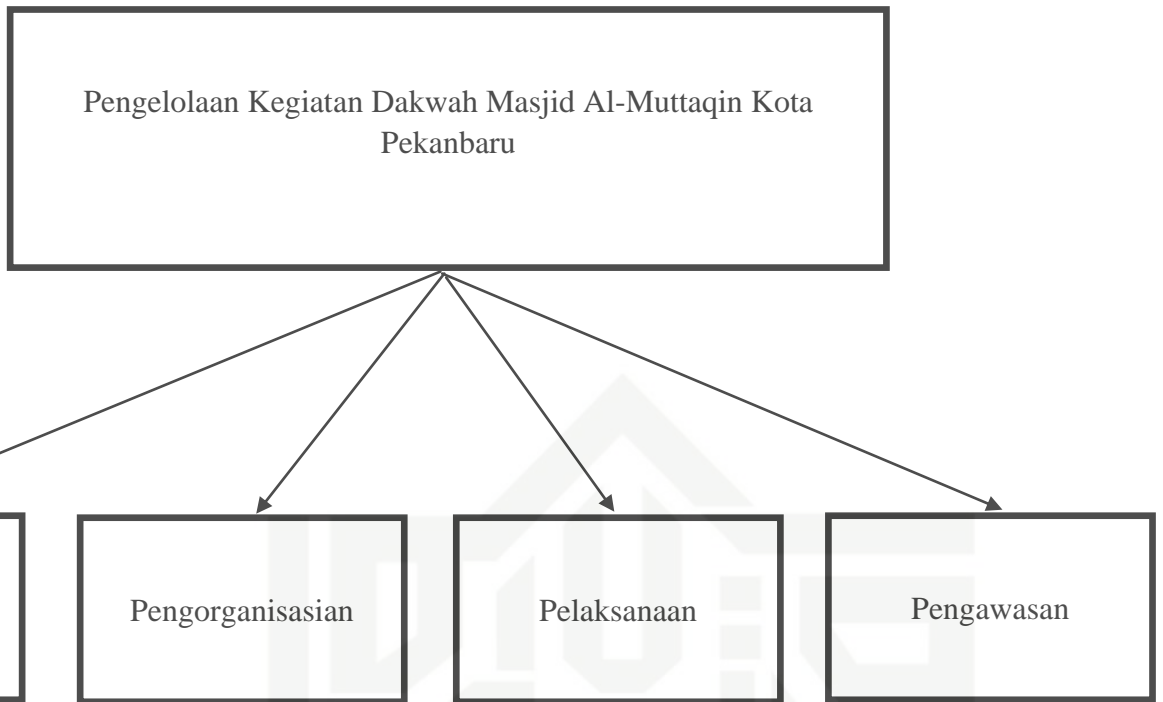 Pengelolaan Kegiatan Dakwah Masjid Al-Muttaqin Kota
Pekanbaru
Pengorganisasian
Pelaksanaan
Pengawasan